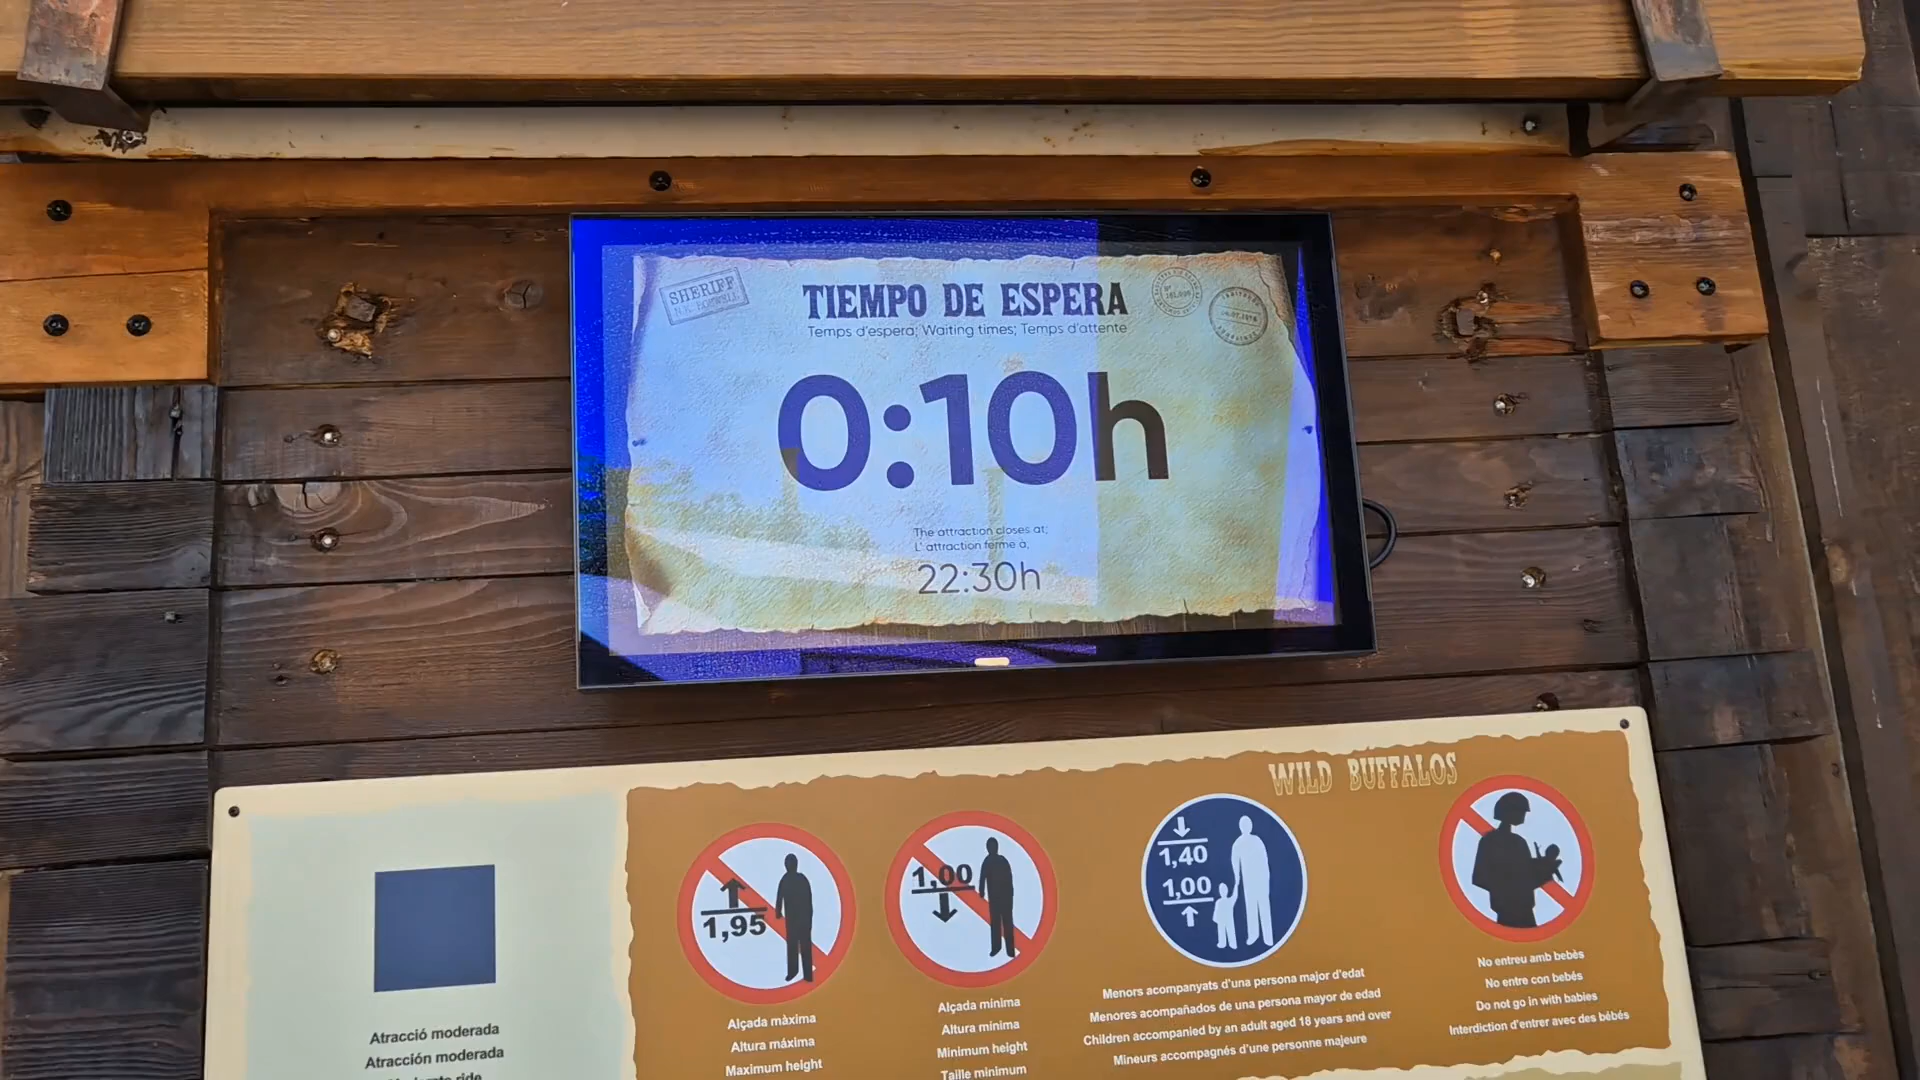 SHERIFF
TIEMPO DE ESPERA
Temps d'espera; Waiting times; Temps d'attente
0:10h
The attraction closes at;
L' attraction ferme à,
22:30h
WILD BUFFALOS
1,95
1,00
1,40
1,00
Atracció moderada
Atracción moderada
ride
Alçada màxima
Altura máxima
Maximum height
Alçada mínima
Altura mínima
Minimum height
Taille minimum
Menors acompanyats d'una persona major d'edat
Menores acompañados de una persona mayor de edad
Children accompanied by an adult aged 18 years and over
Mineurs accompagnés d'une personne majeure
No entreu amb bebès
No entre con bebés
Do not go in with babies
Interdiction d'entrer avec des bébés